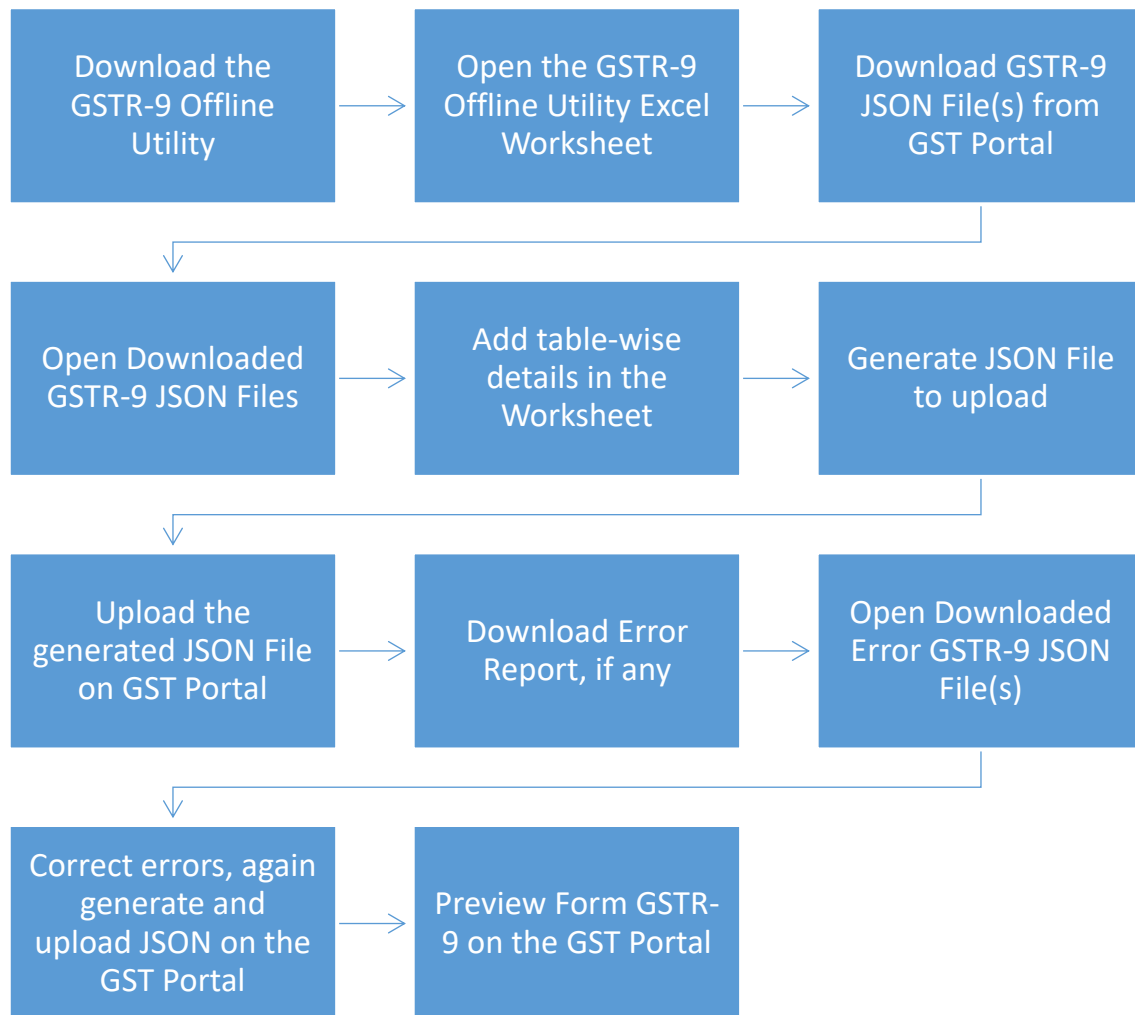 Download the
GSTR-9 Offline
Utility
Open the GSTR-9
Offline Utility Excel
Worksheet
Download GSTR-9
JSON File(s) from
GST Portal
Open Downloaded
GSTR-9 JSON Files
Add table-wise
details in the
Worksheet
Generate JSON File
to upload
Upload the
generated JSON File
on GST Portal
Download Error
Report, if any
Open Downloaded
Error GSTR-9 JSON
File(s)
Correct errors, again
generate and
upload JSON on the
GST Portal
Preview Form GSTR-
9 on the GST Portal